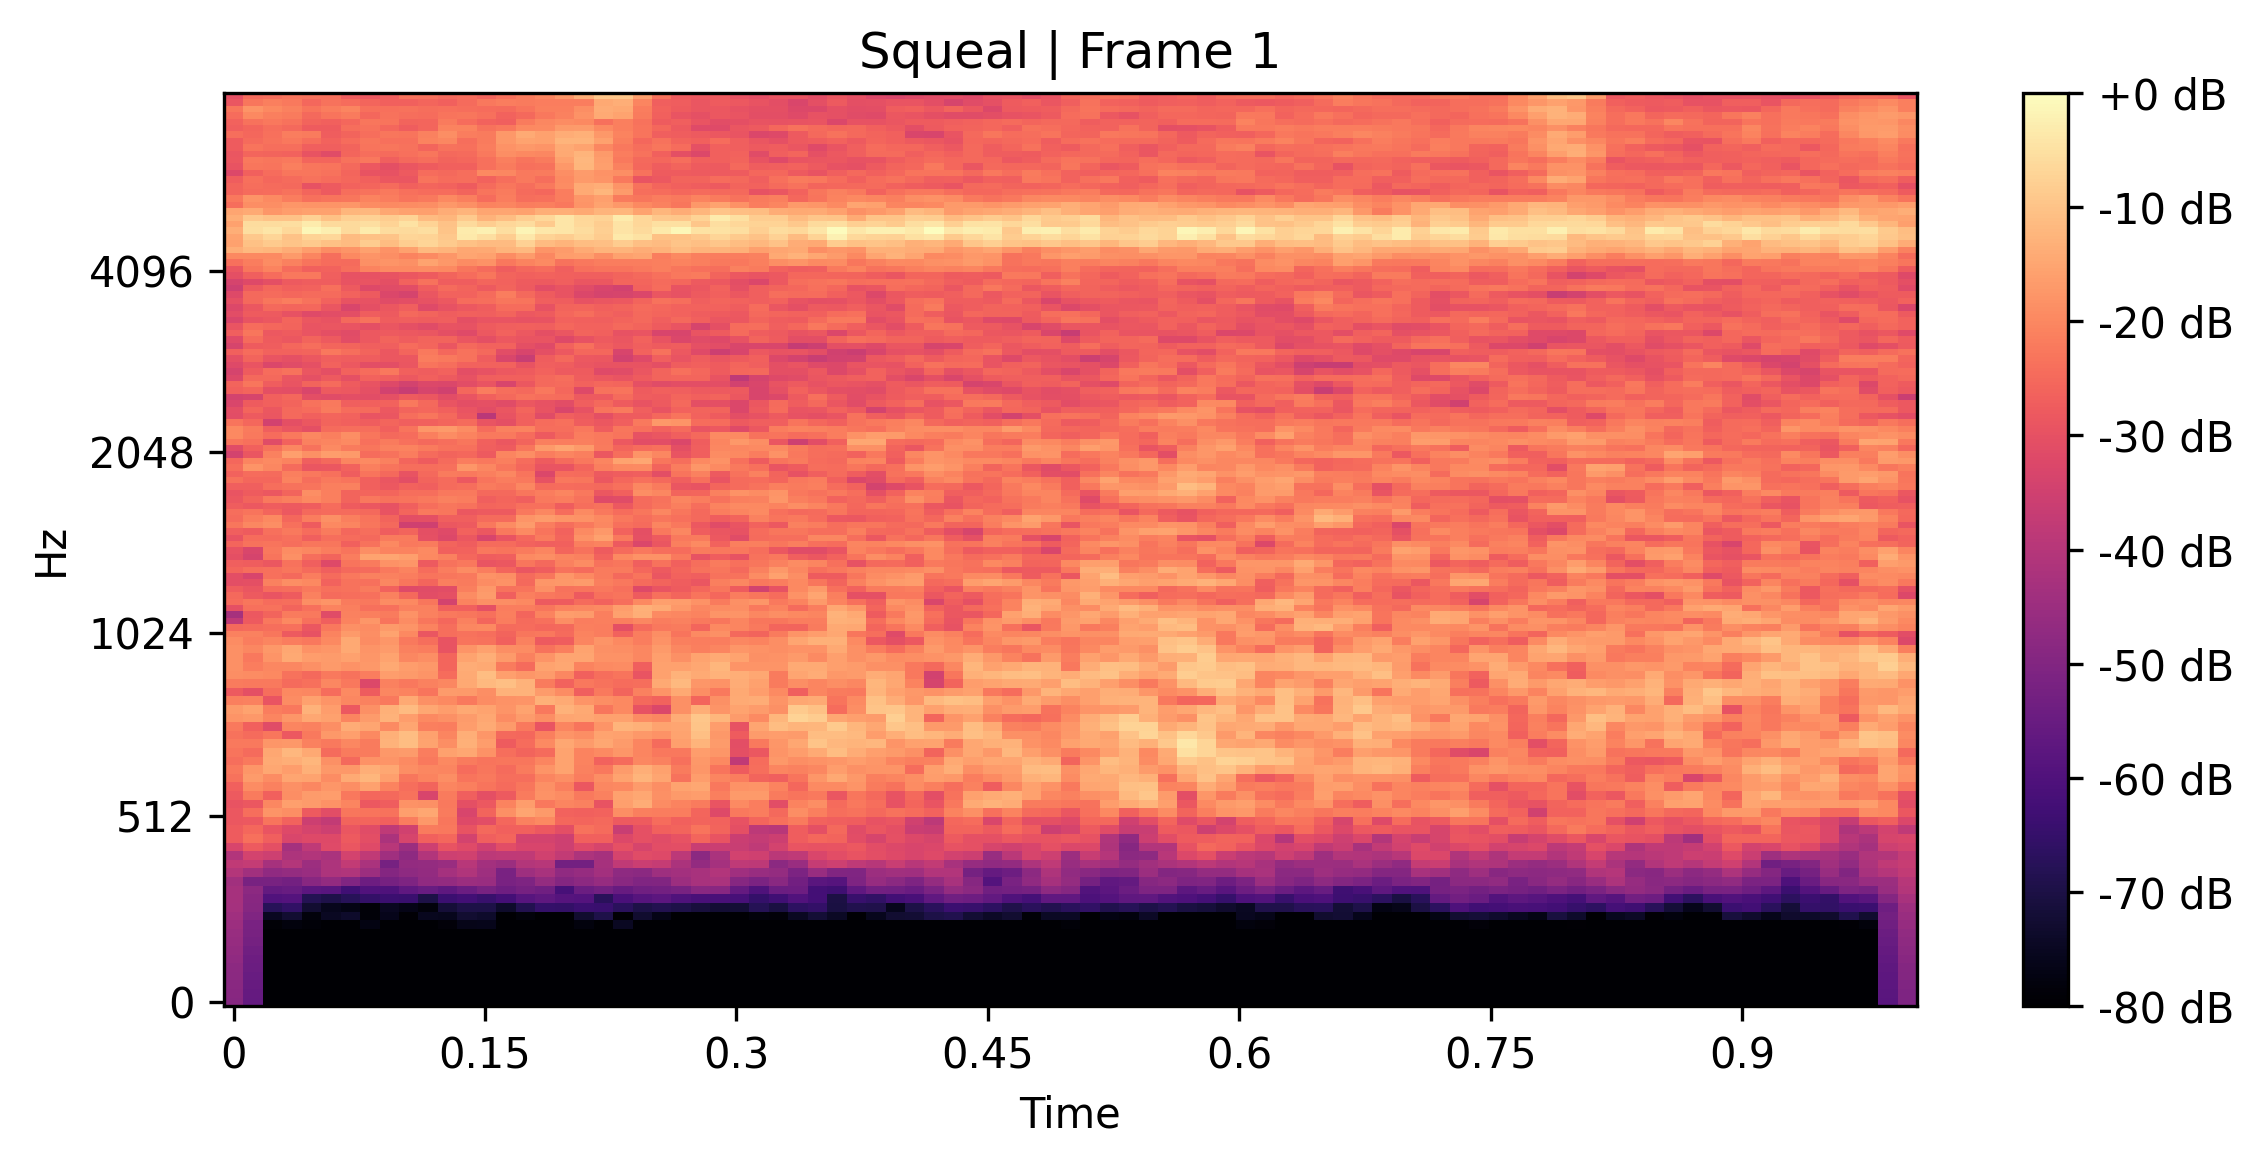 Squeal | Frame 1
Hz
4096
2048
1024
512
0
0 0.15 0.3 0.45 0.6 0.75 0.9
Time
+0 dB
-10 dB
-20 dB
-30 dB
-40 dB
-50 dB
-60 dB
-70 dB
-80 dB